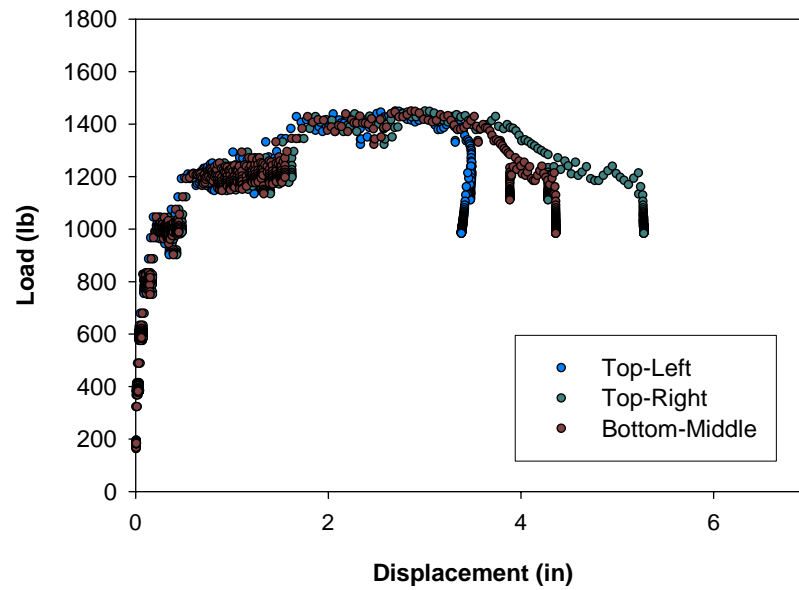 1800
1600
1400
1200
1000
800
600
400
200
0
Load (lb)
Top-Left
Top-Right
Bottom-Middle
0 2 4 6
Displacement (in)